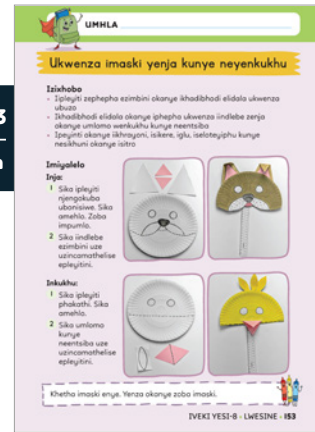 UMHLA
Ukwenza imaski yenja kunye neyenkukhu
Izixhobo
• Iipleyiti zephepha ezimbini okanye ikhadibhodi elidala ukwenza
ubuzo
• Ikhadibhodi elidala okanye iphepha ukwenza iindlebe zenja
okanye umlomo wenkukhu kunye neentsiba
• Ipeyinti okanye iikhrayoni, isikere, iglu, iseloteyiphu kunye
nesikhuni okanye isitro
Imiyalelo
Inja:
1 Sika ipleyiti
njengokuba
ubonisiwe. Sika
amehlo. Zoba
impumlo.
2 Sika iindlebe
ezimbini uze
uzincamathelise
epleyitini.
Inkukhu:
1 Sika ipleyiti
phakathi. Sika
amehlo.
2 Sika umlomo
kunye
neentsiba uze
uzincamathelise
epleyitini.
Khetha imaski enye. Yenza okanye zoba imaski.
IVEKI YESI-8 • LWESINE • 153